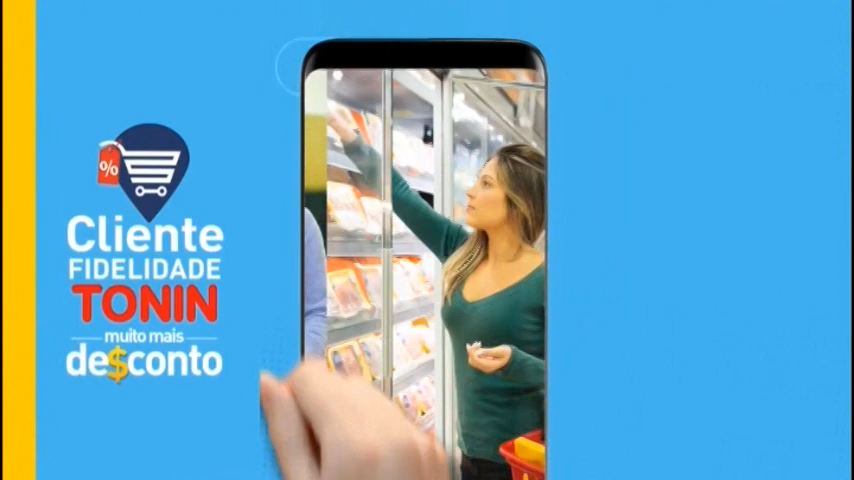 %
Cliente
FIDELIDADE
TONIN
muito mais
de$conto